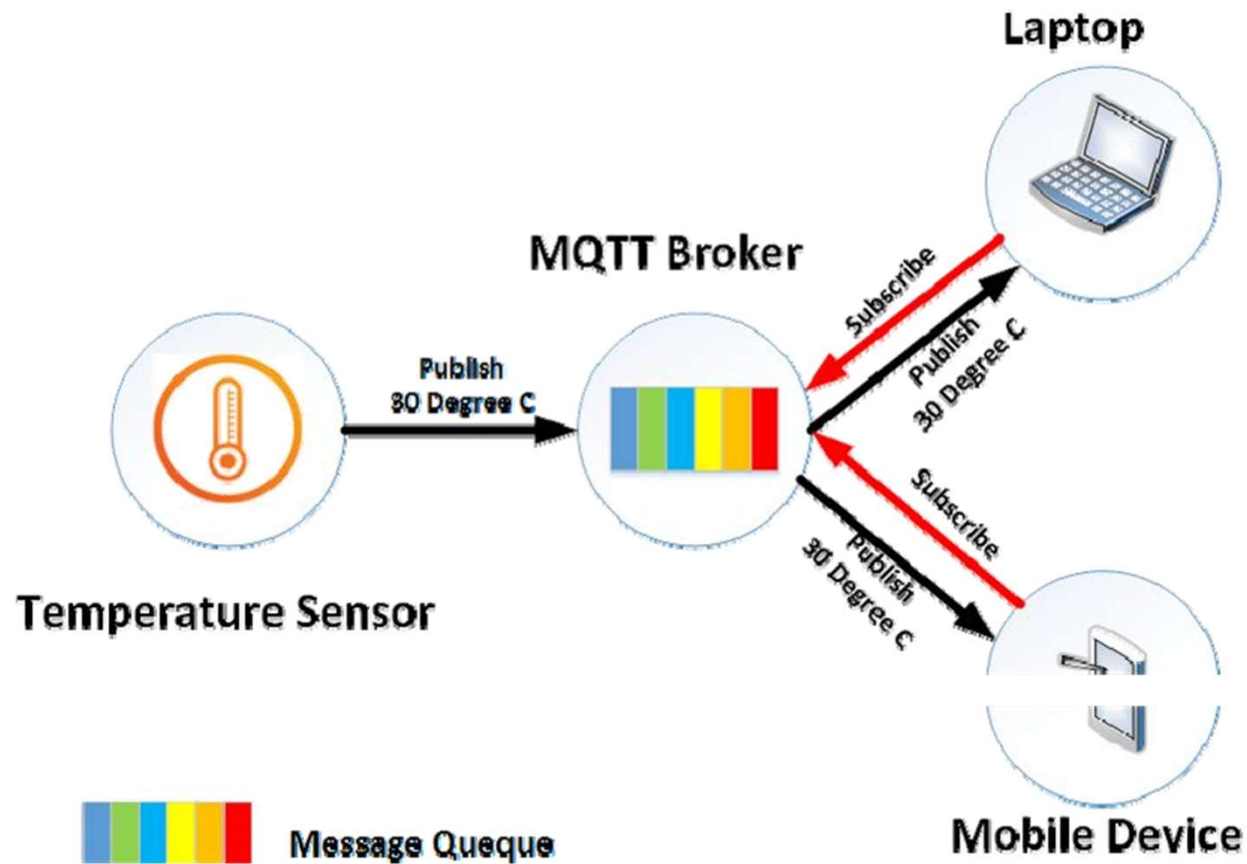 Laptop
MQTT Broker
Subscribe
Publish
30 Degree C
Publish
30 Degree C
Subscribe
Publish
30 Degree C
Temperature Sensor
Mobile Device
Message Queque